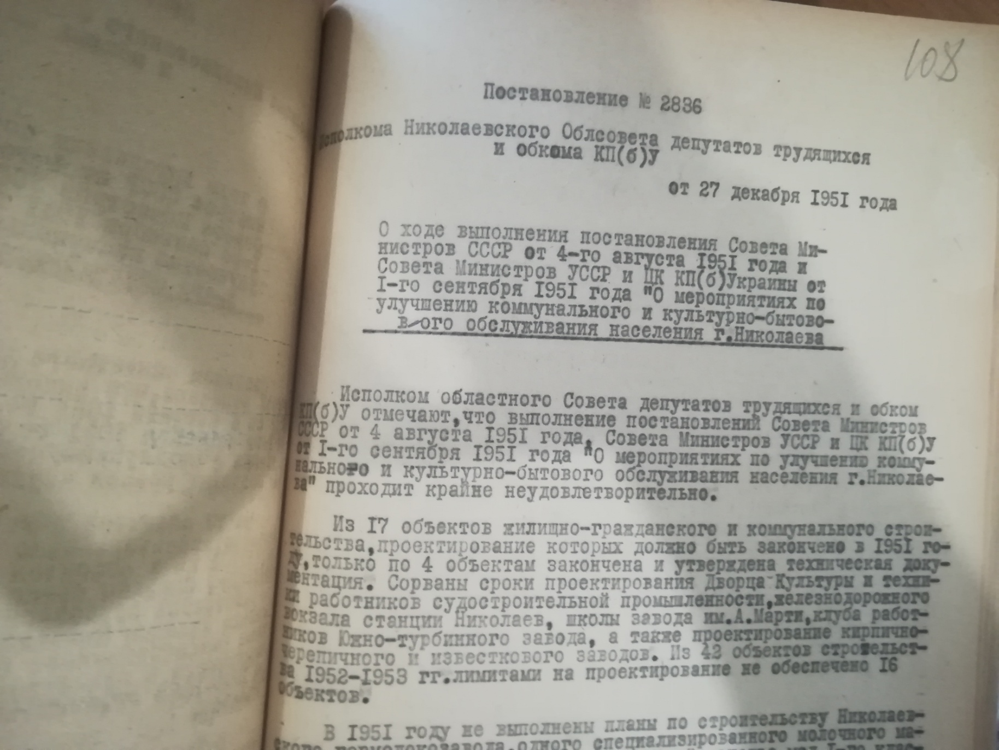 108
Постановление № 2836
исполкома Николаевского Облсовета депутатов трудящихся
и обкома КП(б)У
от 27 декабря 1951 года
О ходе выполнения постановления Совета Ми-
нистров СССР от 4-го августа 1951 года и
Совета Министров УССР и ЦК КП(б)Украины от
I-го сентября 1951 года "О мероприятиях по
улучшению коммунального и культурно-бытово-
в-ого обслуживания населения г.Николаева
Исполком областного Совета депутатов трудящихся и обком
КП(б)У отмечают,что выполнение постановлений Совета Министров
СССР от 4 августа 1951 года, Совета Министров УССР и ЦК КП(б)У
от I-го сентября 1951 года "О мероприятиях по улучшению комму-
нального и культурно-бытового обслуживания населения г.Николае-
ва" проходит крайне неудовлетворительно.
Из 17 объектов жилищно-гражданского и коммунального строи-
тельства,проектирование которых должно быть закончено в 1951 го-
ду,только по 4 объектам закончена и утверждена техническая доку-
ментация. Сорваны сроки проектирования Дворца Культуры и техни-
ки работников судостроительной промышленности,железнодорожного
вокзала станции Николаев, школы завода им.А.Марти,клуба работ-
ников Южно-турбинного завода, а также проектирование кирпично-
черепичного и известкового заводов. Из 42 объектов строительст-
ва 1952-1953 гг.лимитами на проектирование не обеспечено 16
объектов.
В 1951 году не выполнены планы по строительству Николаев-
одного специализированного молочного ма-